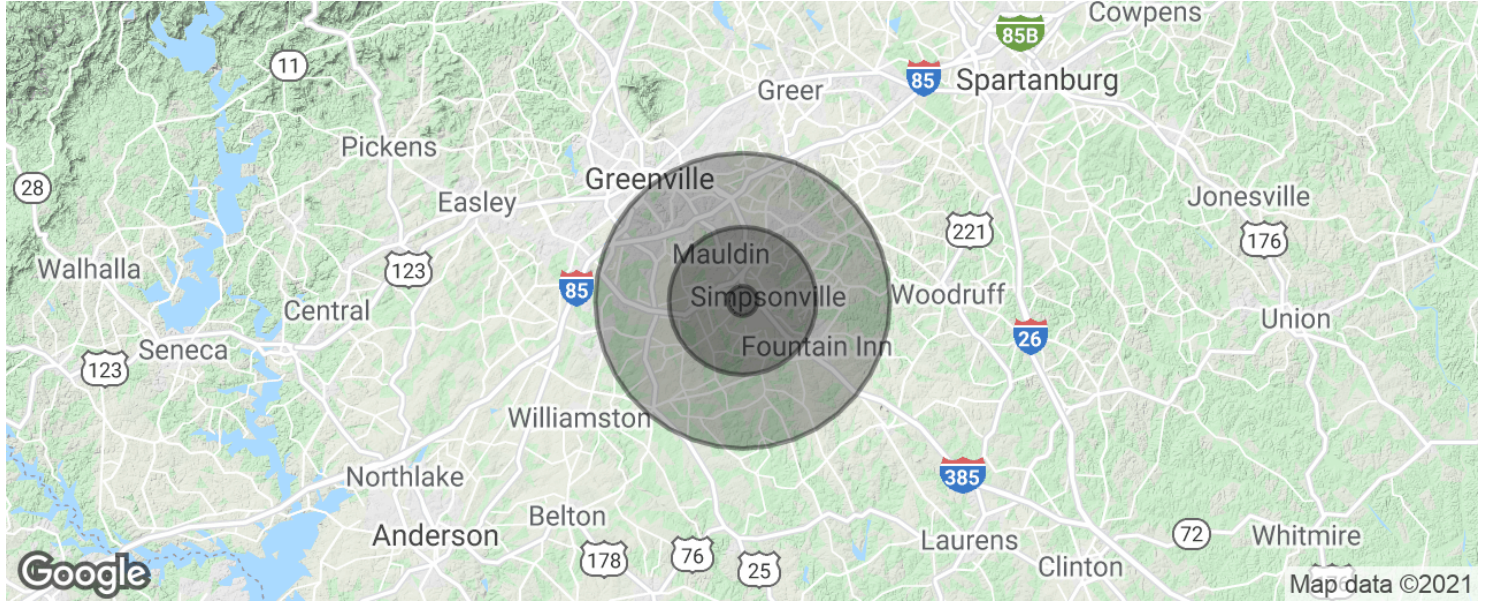 Cowpens
85B
11
85
Spartanburg
Greer
Pickens
28
Greenville
Easley
Jonesville
221
176
Mauldin
Walhalla
123
85
Simpsonville
Woodruff
Central
Union
26
Seneca
Fountain Inn
123
Williamston
Northlake
385
Belton
Anderson
72
Whitmire
Laurens
178
76
25
Clinton
Google
Map data ©2021